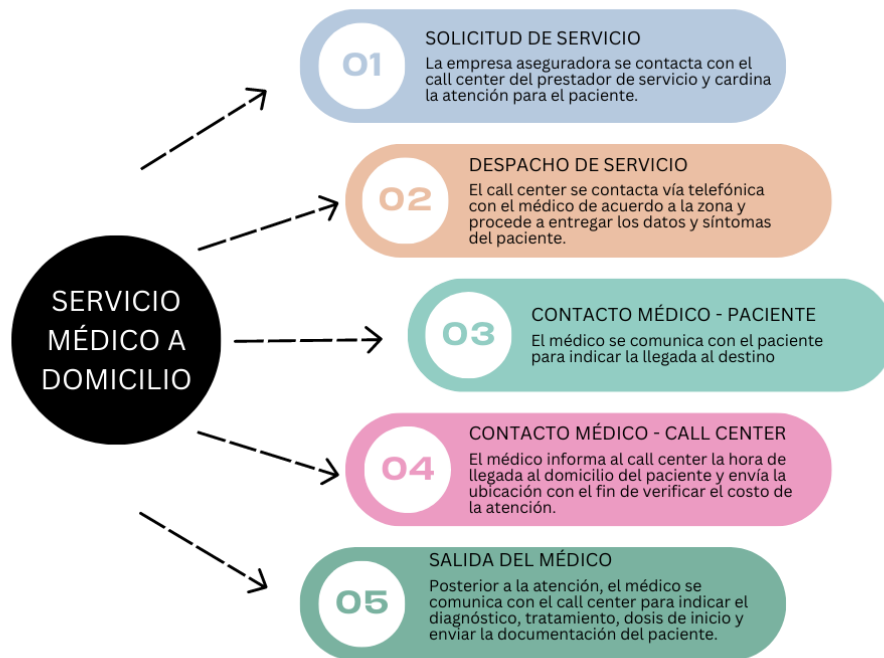 SERVICIO
MÉDICO A
DOMICILIO
01
SOLICITUD DE SERVICIO
La empresa aseguradora se contacta con el
call center del prestador de servicio y cardina
la atención para el paciente.
02
DESPACHO DE SERVICIO
El call center se contacta vía telefónica
con el médico de acuerdo a la zona y
procede a entregar los datos y síntomas
del paciente.
03
CONTACTO MÉDICO - PACIENTE
El médico se comunica con el paciente
para indicar la llegada al destino
04
CONTACTO MÉDICO - CALL CENTER
El médico informa al call center la hora de
llegada al domicilio del paciente y envía la
ubicación con el fin de verificar el costo de
la atención.
05
SALIDA DEL MÉDICO
Posterior a la atención, el médico se
comunica con el call center para indicar el
diagnóstico, tratamiento, dosis de inicio y
enviar la documentación del paciente.